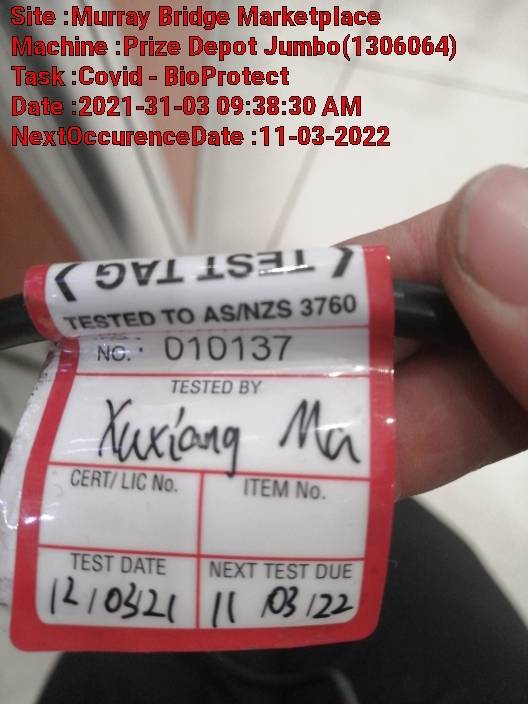 Site :Murray Bridge Marketplace
Machine :Prize Depot Jumbo(1306064)
Task :Covid - BioProtect
Date :2021-31-03 09:38:30 AM
NextOccurenceDate :11-03-2022
TEST TAG
TESTED TO AS/NZS 3760
NO. 010137
TESTED BY
Xuxiang Ma
CERT/LIC No. ITEM No.
TEST DATE NEXT TEST DUE
12/03/21 11/03/22